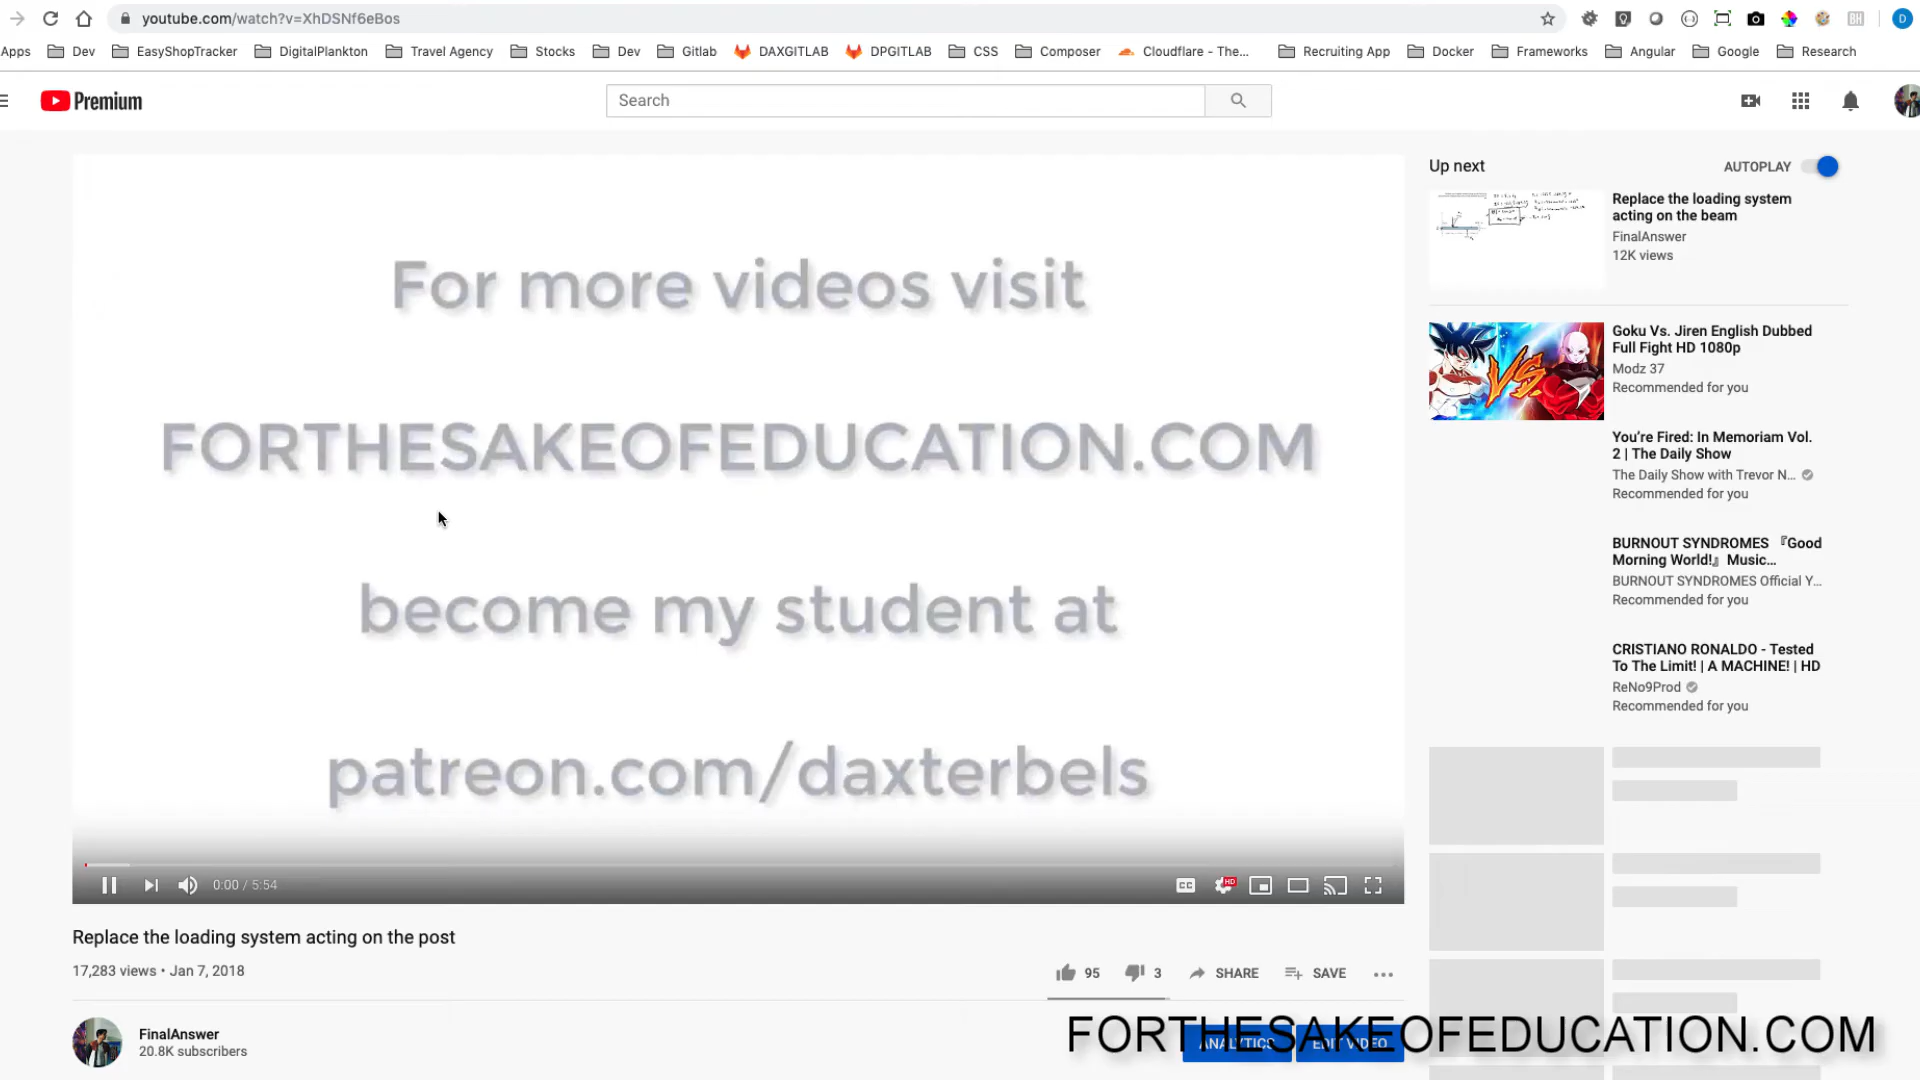 youtube.com/watch?v=XhDSNf6eBos
Apps Dev EasyShopTracker DigitalPlankton Travel Agency Stocks Dev Gitlab DAXGITLAB DPGITLAB CSS Composer Cloudflare - The... Recruiting App Docker Frameworks Angular Google Research
Premium
Search
For more videos visit
FORTHESAKEOFEDUCATION.COM
become my student at
patreon.com/daxterbels
0:00 / 5:54
CC
HD
Replace the loading system acting on the post
17,283 views • Jan 7, 2018
95 3 SHARE SAVE
FinalAnswer
20.8K subscribers
ANALYTICS EDIT VIDEO
Up next AUTOPLAY
Replace the loading system
acting on the beam
FinalAnswer
12K views
VS.
Goku Vs. Jiren English Dubbed
Full Fight HD 1080p
Modz 37
Recommended for you
You're Fired: In Memoriam Vol.
2 | The Daily Show
The Daily Show with Trevor N...
Recommended for you
BURNOUT SYNDROMES 『Good
Morning World!』 Music...
BURNOUT SYNDROMES Official Y...
Recommended for you
CRISTIANO RONALDO - Tested
To The Limit! | A MACHINE! | HD
ReNo9Prod
Recommended for you
FORTHESAKEOFEDUCATION.COM